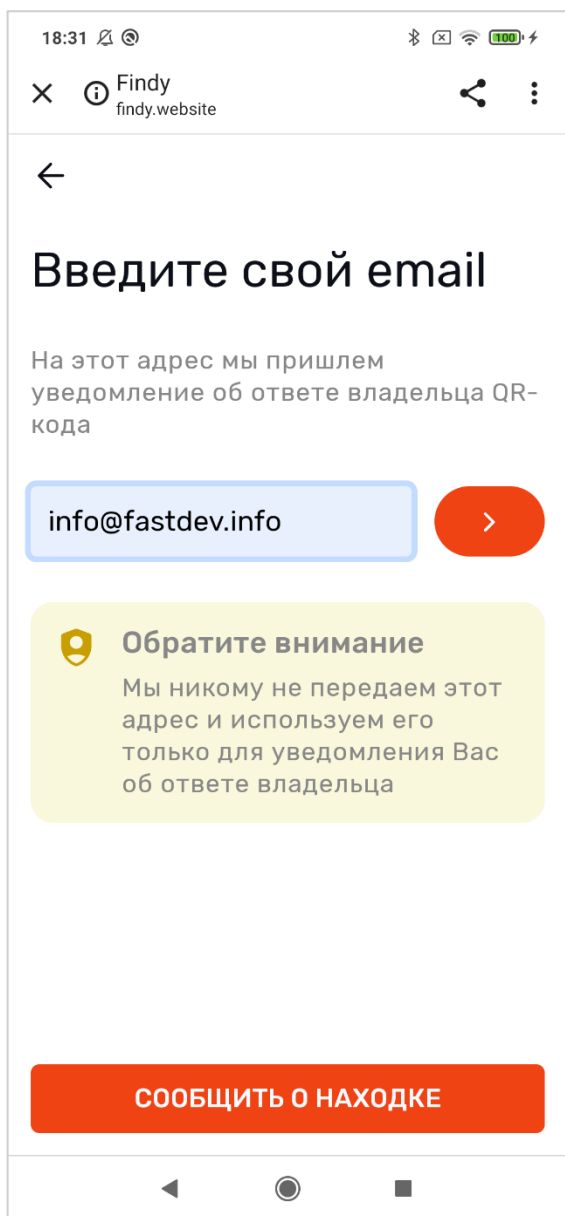 18:31
100
Findy
findy.website
Введите свой email
На этот адрес мы пришлем
уведомление об ответе владельца QR-
кода
info@fastdev.info
Обратите внимание
Мы никому не передаем этот
адрес и используем его
только для уведомления Вас
об ответе владельца
СООБЩИТЬ О НАХОДКЕ